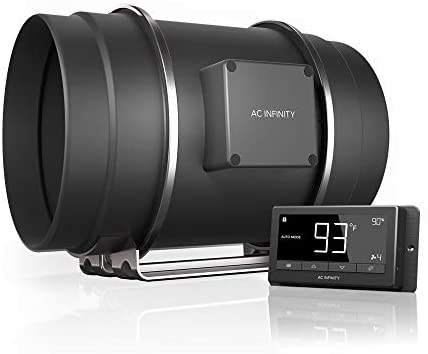 AC INFINITY
AUTO MODE
93 °F
90%
4
AC INFINITY